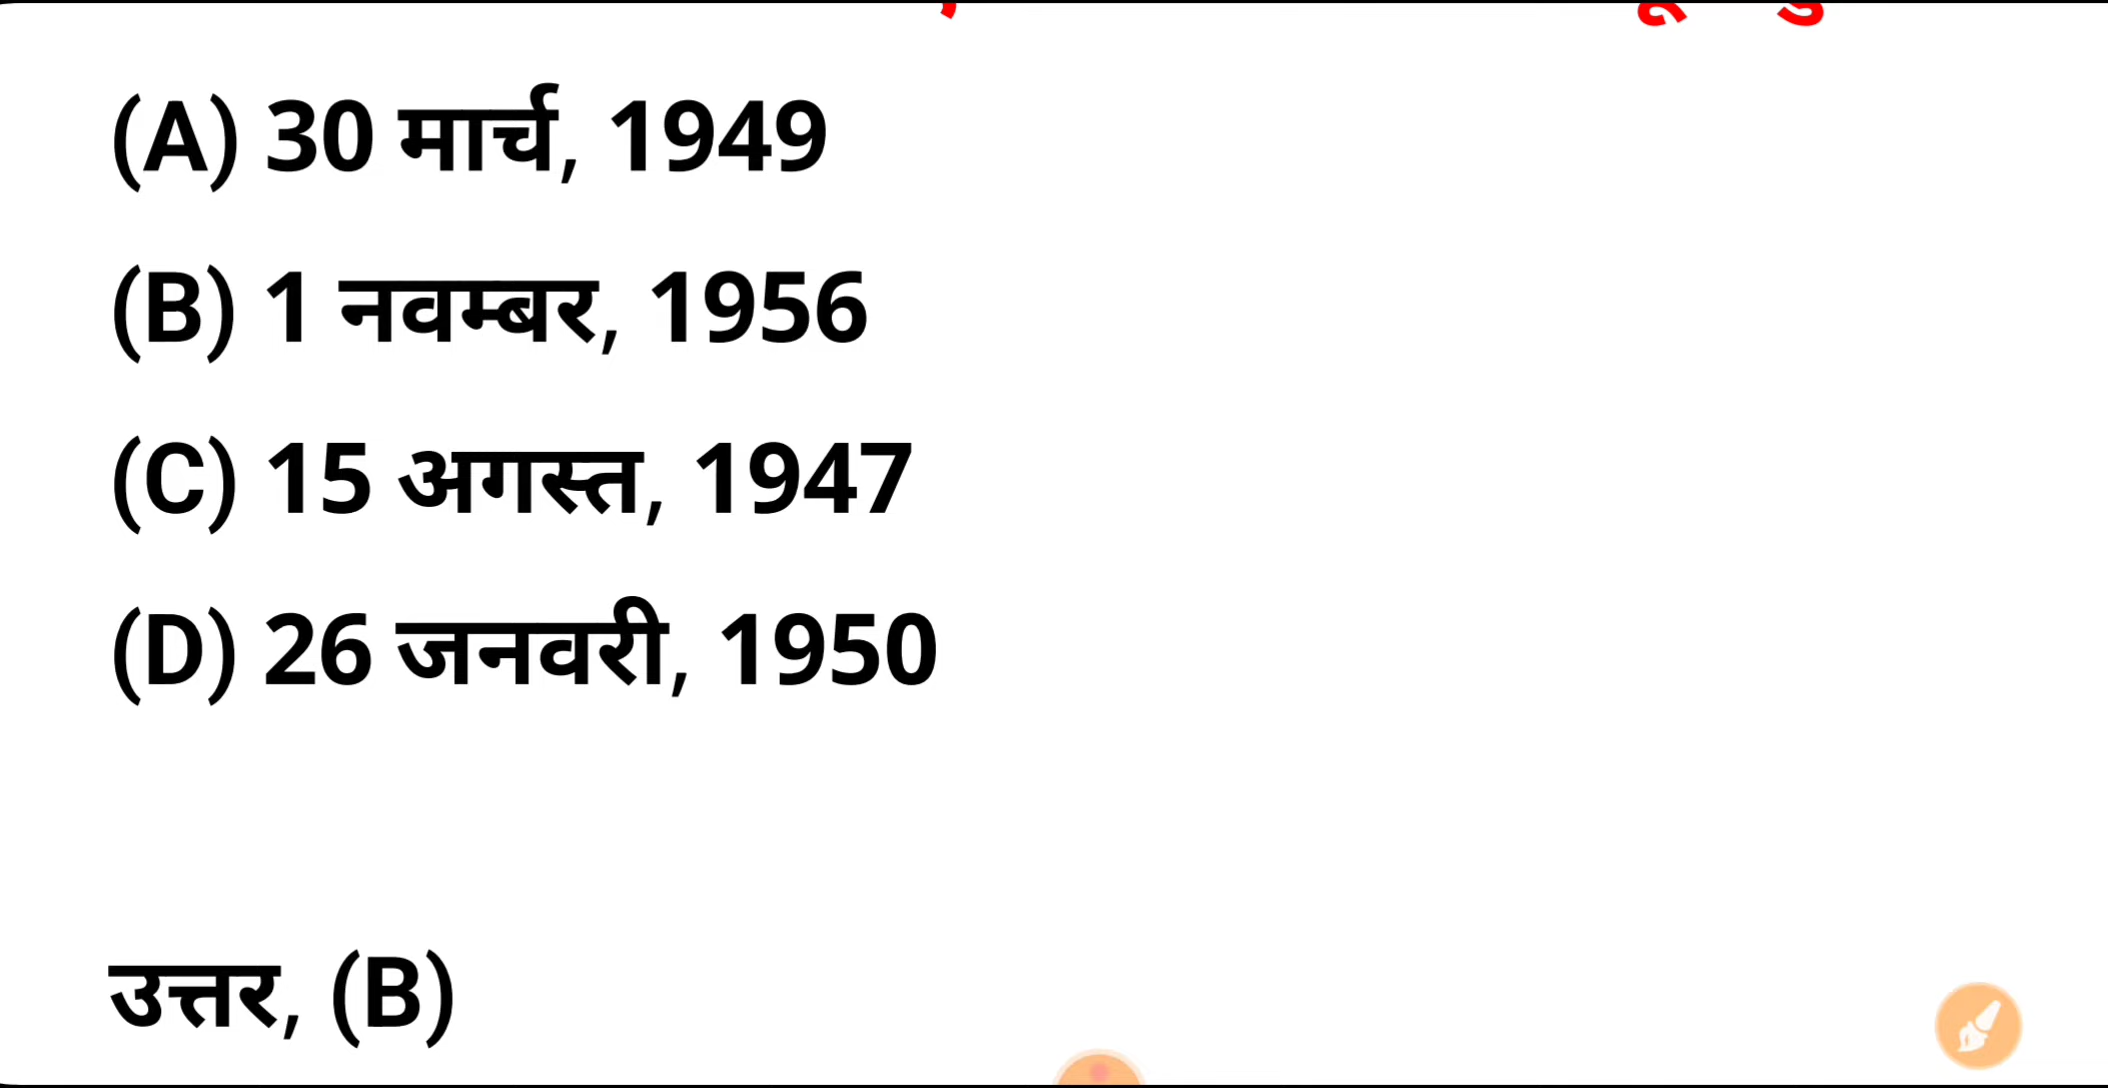 (A) 30 मार्च, 1949
(B) 1 नवम्बर, 1956
(C) 15 अगस्त, 1947
(D) 26 जनवरी, 1950
उत्तर, (B)